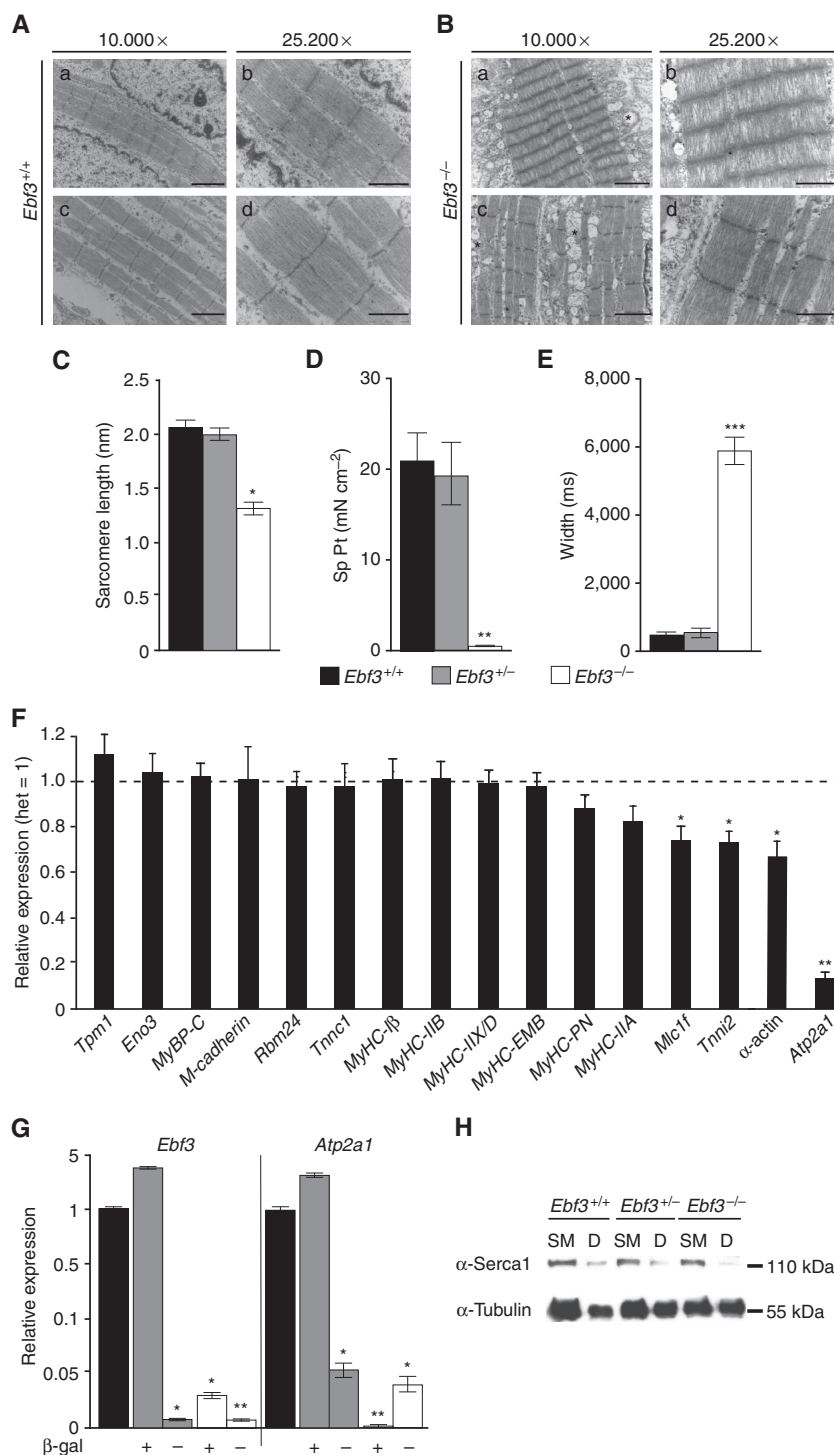 A
B
10.000×
25.200×
10.000×
25.200×
Ebf3+/+
Ebf3−/−
a
b
a
b
*
c
d
c
d
*
*
C
D
E
Sarcomere length (nm)
2.5
2.0
1.5
1.3
1.0
0.5
0
*
Sp Pt (mN cm−2)
30
20
10
0
**
Width (ms)
8,000
6,000
4,000
2,000
0
***
Ebf3+/+
Ebf3+/−
Ebf3−/−
F
Relative expression (het = 1)
1.2
1.0
0.8
0.6
0.4
0.2
0
*
*
*
**
Tpm1
Eno3
MyBP-C
M-cadherin
Rbm24
Tnnc1
MyHC-Iβ
MyHC-IIB
MyHC-IIX/D
MyHC-EMB
MyHC-PN
MyHC-IIA
Mlc1f
Tnni2
α-actin
Atp2a1
G
Ebf3
Atp2a1
Relative expression
5
1
0.5
0.1
0.05
0
*
*
**
*
**
*
β-gal
+ − + − + − + −
H
Ebf3+/+ Ebf3+/− Ebf3−/−
SM D SM D SM D
α-Serca1
110 kDa
α-Tubulin
55 kDa